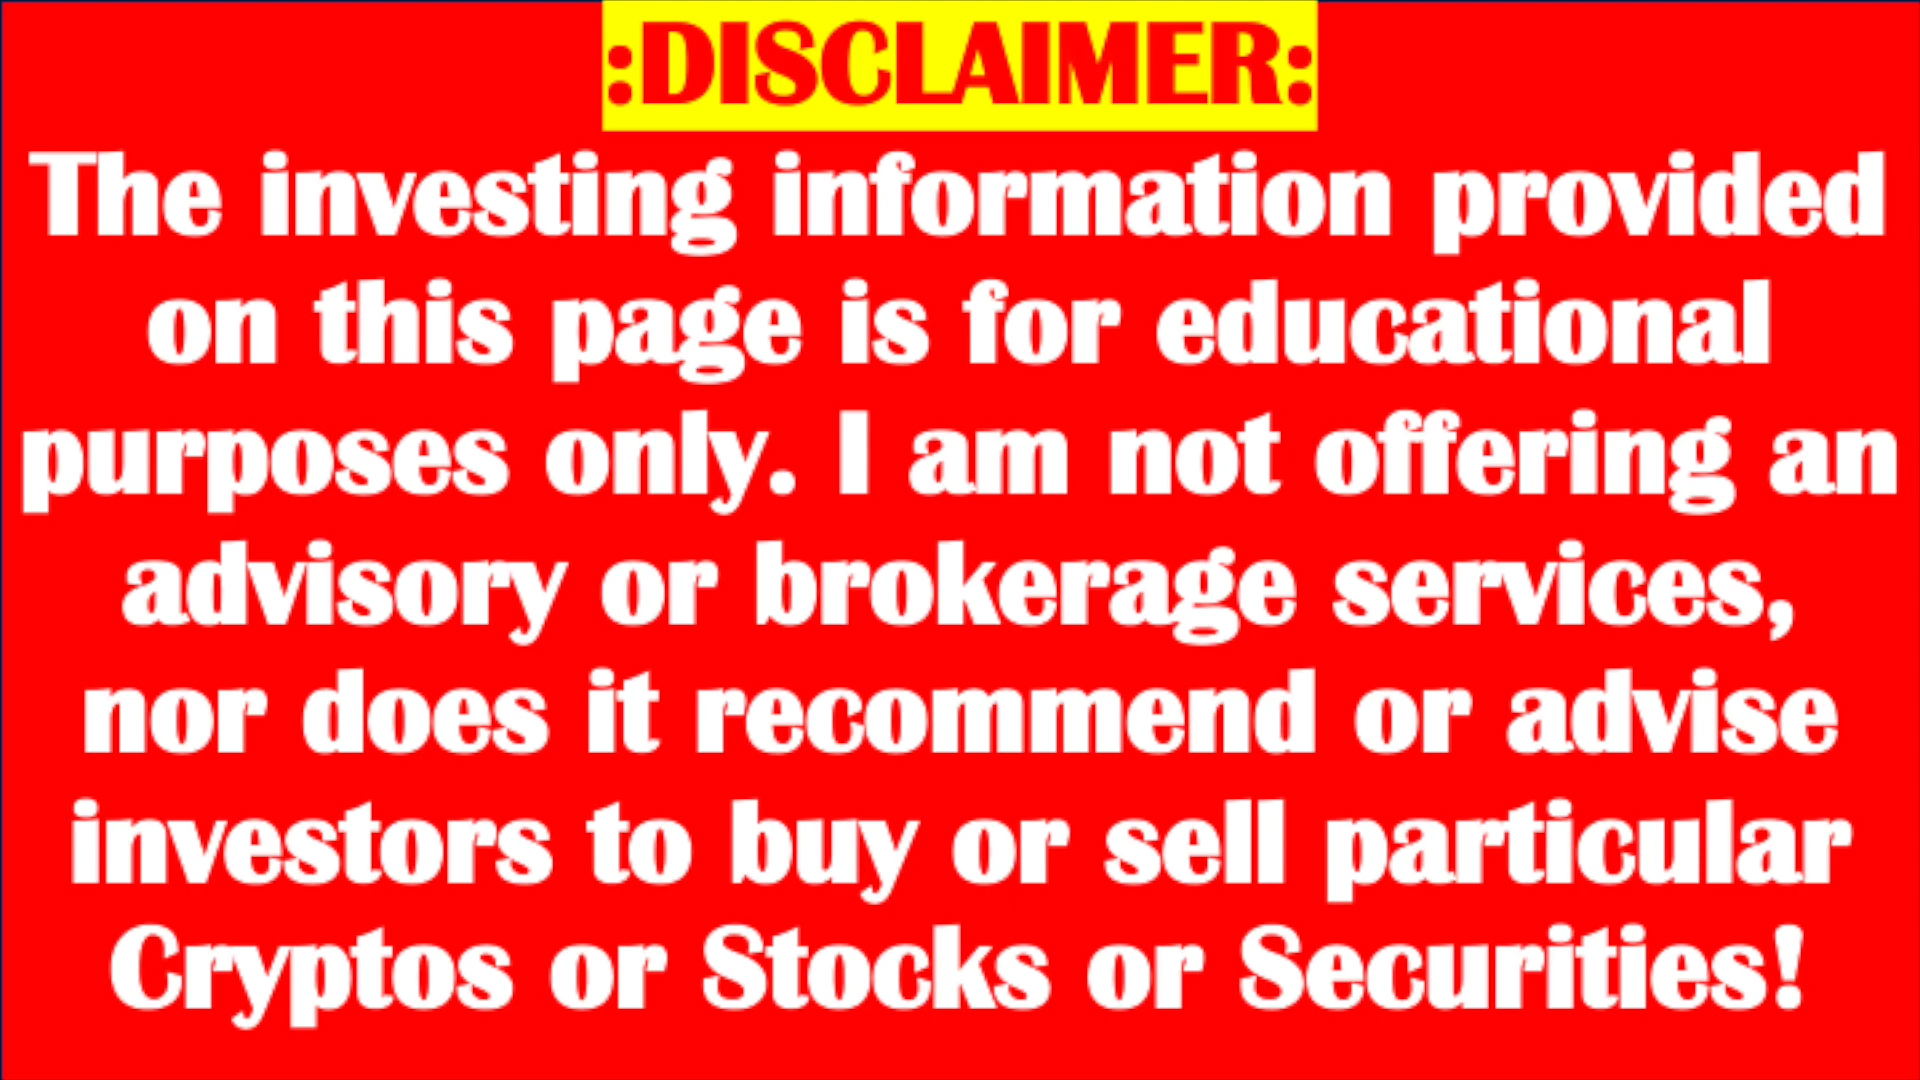 :DISCLAIMER:
The investing information provided
on this page is for educational
purposes only. I am not offering an
advisory or brokerage services,
nor does it recommend or advise
investors to buy or sell particular
Cryptos or Stocks or Securities!